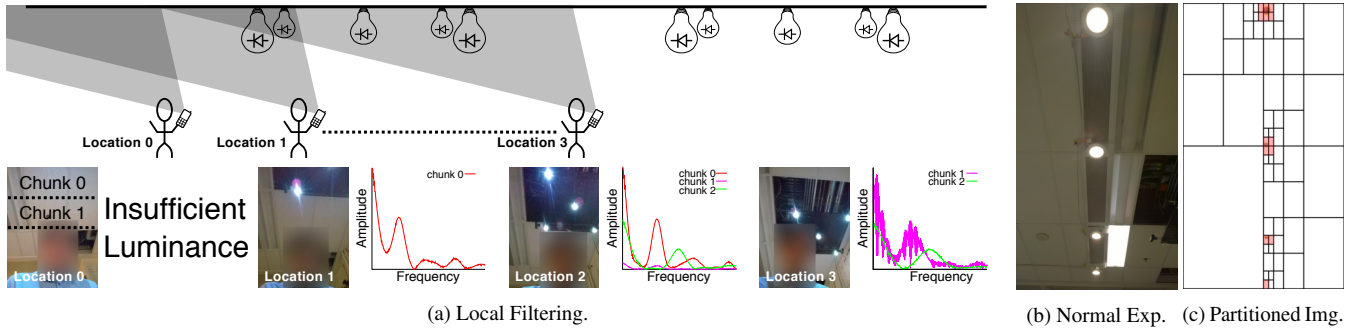 Location 0
Location 1
Location 3
Chunk 0
Chunk 1
Location 0
Insufficient
Luminance
Location 1
chunk 0
Amplitude
Frequency
Location 2
chunk 0
chunk 1
chunk 2
Amplitude
Frequency
Location 3
chunk 1
chunk 2
Amplitude
Frequency
(a) Local Filtering.
(b) Normal Exp.
(c) Partitioned Img.